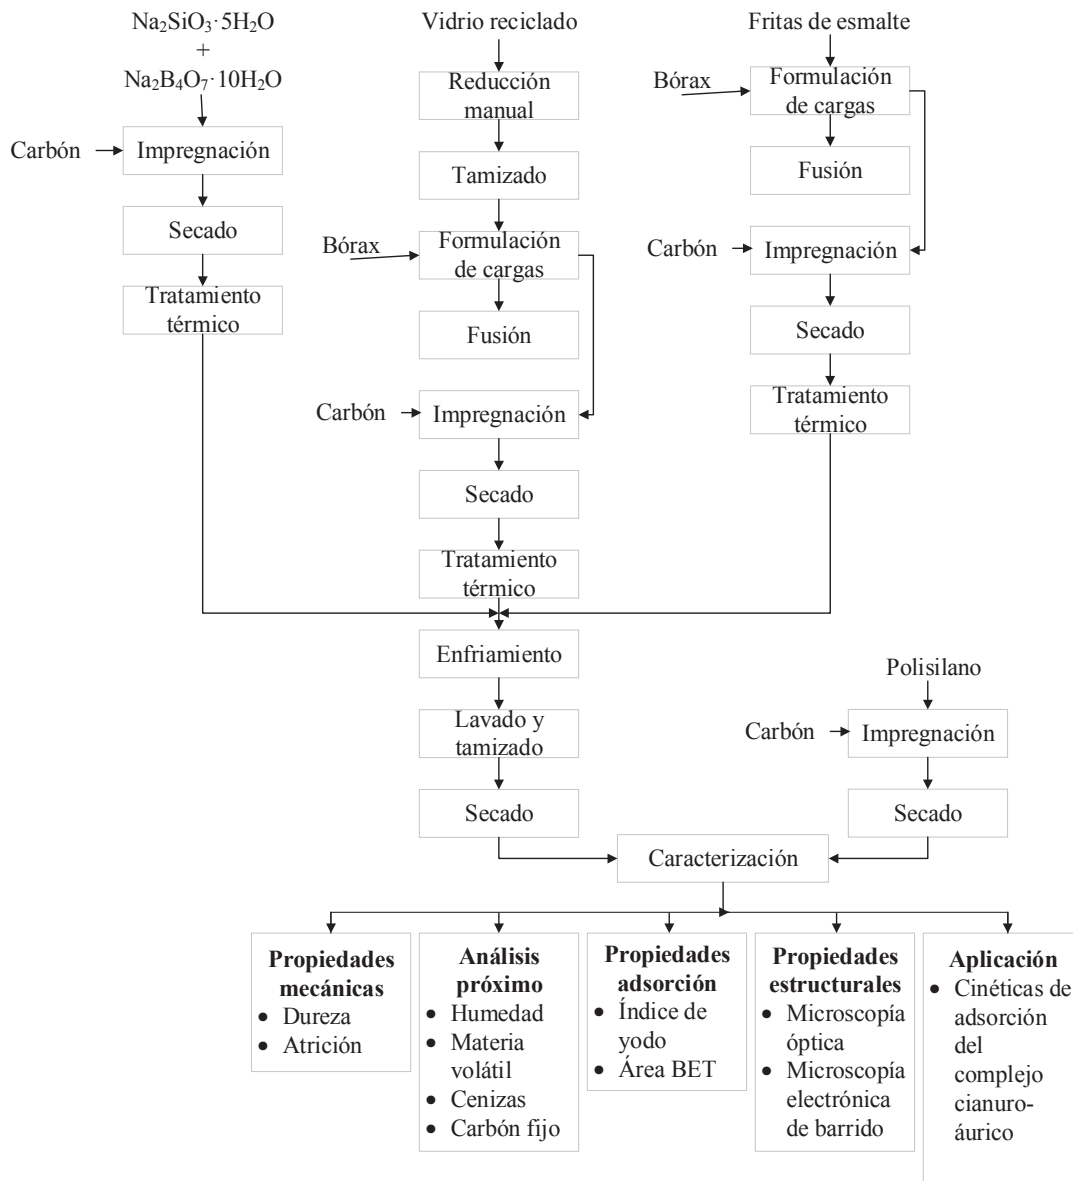 Na₂SiO₃·5H₂O
+
Na₂B₄O₇·10H₂O
Carbón
Impregnación
Secado
Tratamiento
térmico
Vidrio reciclado
Reducción
manual
Tamizado
Bórax
Formulación
de cargas
Fusión
Carbón
Impregnación
Secado
Tratamiento
térmico
Fritas de esmalte
Bórax
Formulación
de cargas
Fusión
Carbón
Impregnación
Secado
Tratamiento
térmico
Enfriamiento
Lavado y
tamizado
Secado
Polisilano
Carbón
Impregnación
Secado
Caracterización
Propiedades
mecánicas
• Dureza
• Atrición
Análisis
próximo
• Humedad
• Materia
volátil
• Cenizas
• Carbón fijo
Propiedades
adsorción
• Índice de
yodo
• Área BET
Propiedades
estructurales
• Microscopía
óptica
• Microscopía
electrónica
de barrido
Aplicación
• Cinéticas de
adsorción
del
complejo
cianuro-
áurico